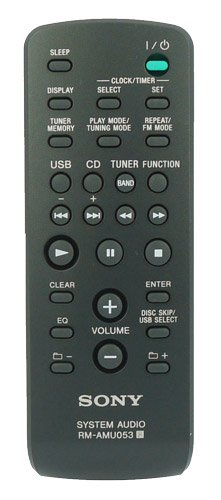 I / ⏻
SLEEP
CLOCK/TIMER
DISPLAY SELECT SET
TUNER MEMORY PLAY MODE/ TUNING MODE REPEAT/ FM MODE
USB CD TUNER FUNCTION
BAND
− +
CLEAR ENTER
+
EQ VOLUME DISC SKIP/ USB SELECT
−
− +
SONY
SYSTEM AUDIO
RM-AMU053